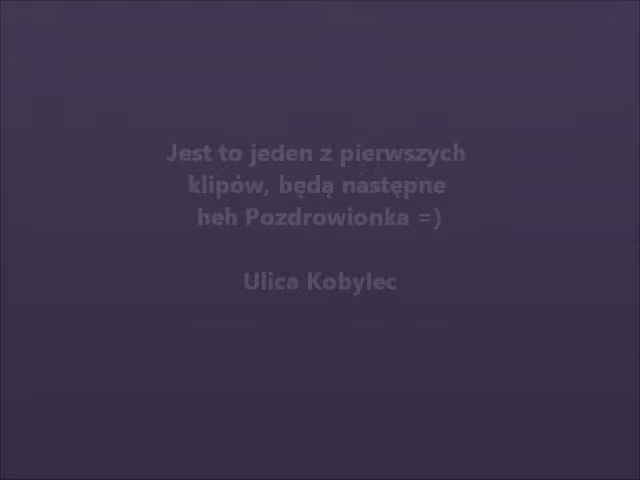 Jest to jeden z pierwszych
klipów, będą następne
heh Pozdrowionka =)
Ulica Kobylec